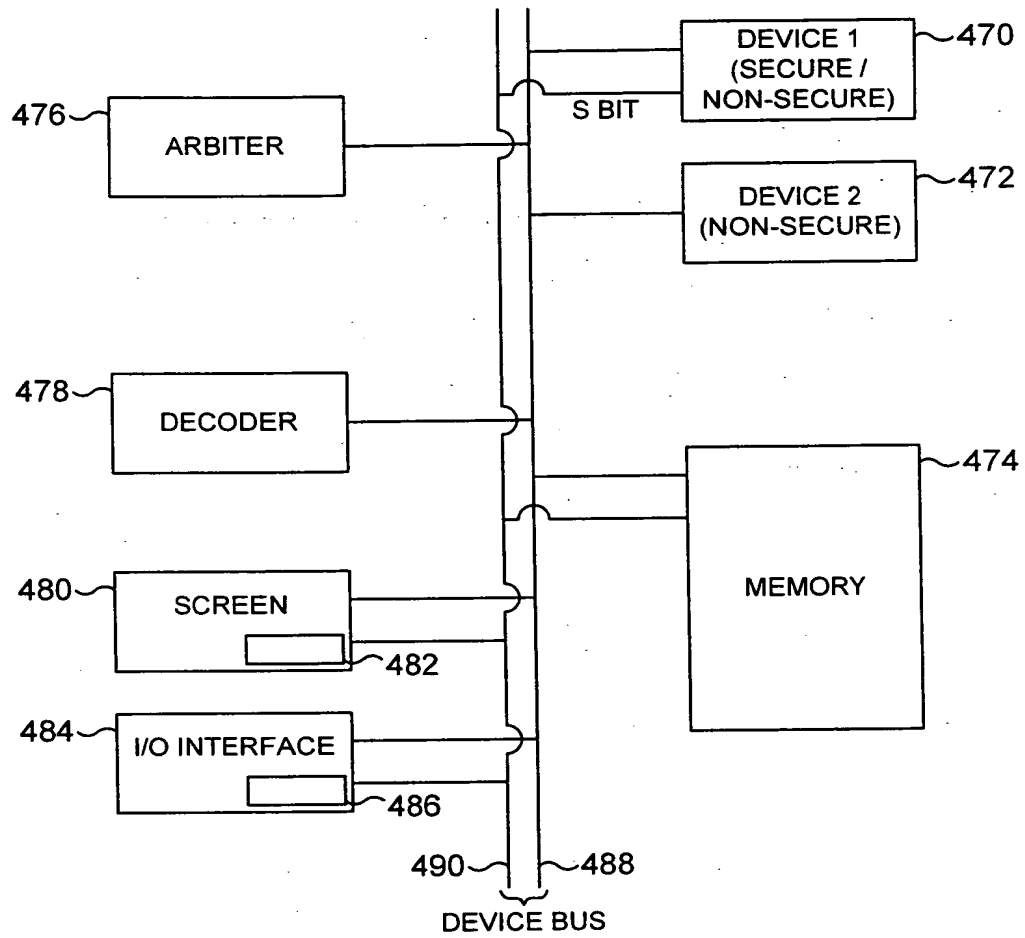 470
DEVICE 1
(SECURE /
NON-SECURE)
S BIT
476
ARBITER
472
DEVICE 2
(NON-SECURE)
478
DECODER
474
MEMORY
480
SCREEN
482
484
I/O INTERFACE
486
490
488
DEVICE BUS